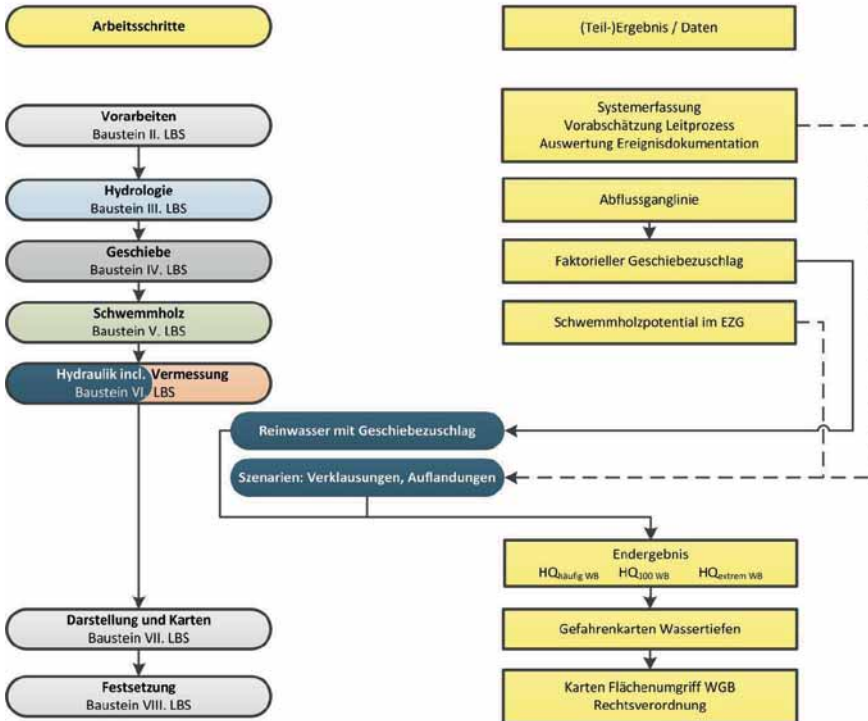 Arbeitsschritte
(Teil-)Ergebnis / Daten
Vorarbeiten
Baustein II. LBS
Systemerfassung
Vorabschätzung Leitprozess
Auswertung Ereignisdokumentation
Hydrologie
Baustein III. LBS
Abflussganglinie
Geschiebe
Baustein IV. LBS
Faktorieller Geschiebezuschlag
Schwemmholz
Baustein V. LBS
Schwemmholzpotential im EZG
Hydraulik incl. Vermessung
Baustein VI. LBS
Reinwasser mit Geschiebezuschlag
Szenarien: Verklausungen, Auflandungen
Endergebnis
HQhäufig WB HQ100 WB HQextrem WB
Darstellung und Karten
Baustein VII. LBS
Gefahrenkarten Wassertiefen
Festsetzung
Baustein VIII. LBS
Karten Flächenumgriff WGB
Rechtsverordnung